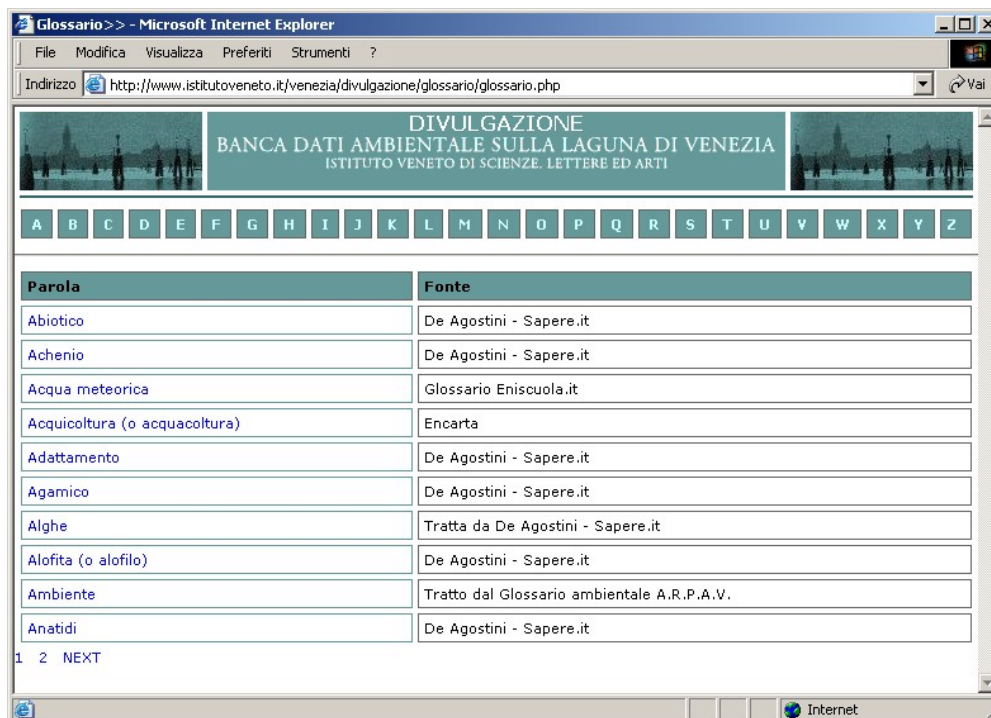 Glossario>> - Microsoft Internet Explorer
File Modifica Visualizza Preferiti Strumenti ?
Indirizzo http://www.istitutoveneto.it/venezia/divulgazione/glossario/glossario.php Vai
DIVULGAZIONE
BANCA DATI AMBIENTALE SULLA LAGUNA DI VENEZIA
ISTITUTO VENETO DI SCIENZE, LETTERE ED ARTI
A B C D E F G H I J K L M N O P Q R S T U V W X Y Z
Parola Fonte
Abiotico De Agostini - Sapere.it
Achenio De Agostini - Sapere.it
Acqua meteorica Glossario Eniscuola.it
Acquicoltura (o acquacoltura) Encarta
Adattamento De Agostini - Sapere.it
Agamico De Agostini - Sapere.it
Alghe Tratta da De Agostini - Sapere.it
Alofita (o alofilo) De Agostini - Sapere.it
Ambiente Tratto dal Glossario ambientale A.R.P.A.V.
Anatidi De Agostini - Sapere.it
1 2 NEXT
Internet